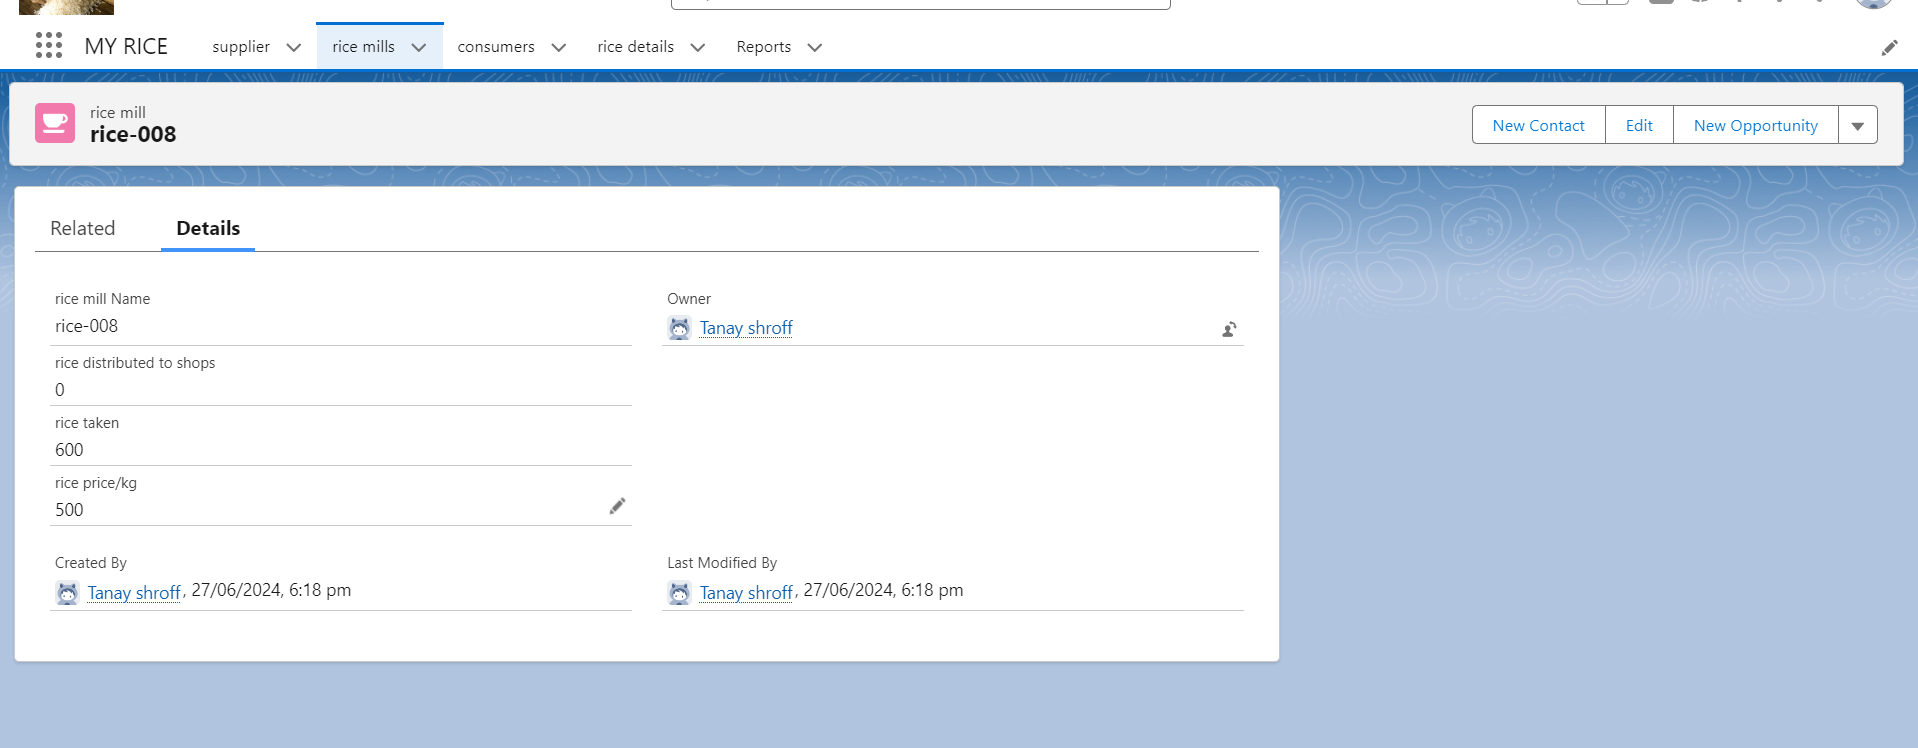 MY RICE supplier rice mills consumers rice details Reports
rice mill
rice-008
New Contact Edit New Opportunity
Related Details
rice mill Name
rice-008
Owner
Tanay shroff
rice distributed to shops
0
rice taken
600
rice price/kg
500
Created By
Tanay shroff, 27/06/2024, 6:18 pm
Last Modified By
Tanay shroff, 27/06/2024, 6:18 pm